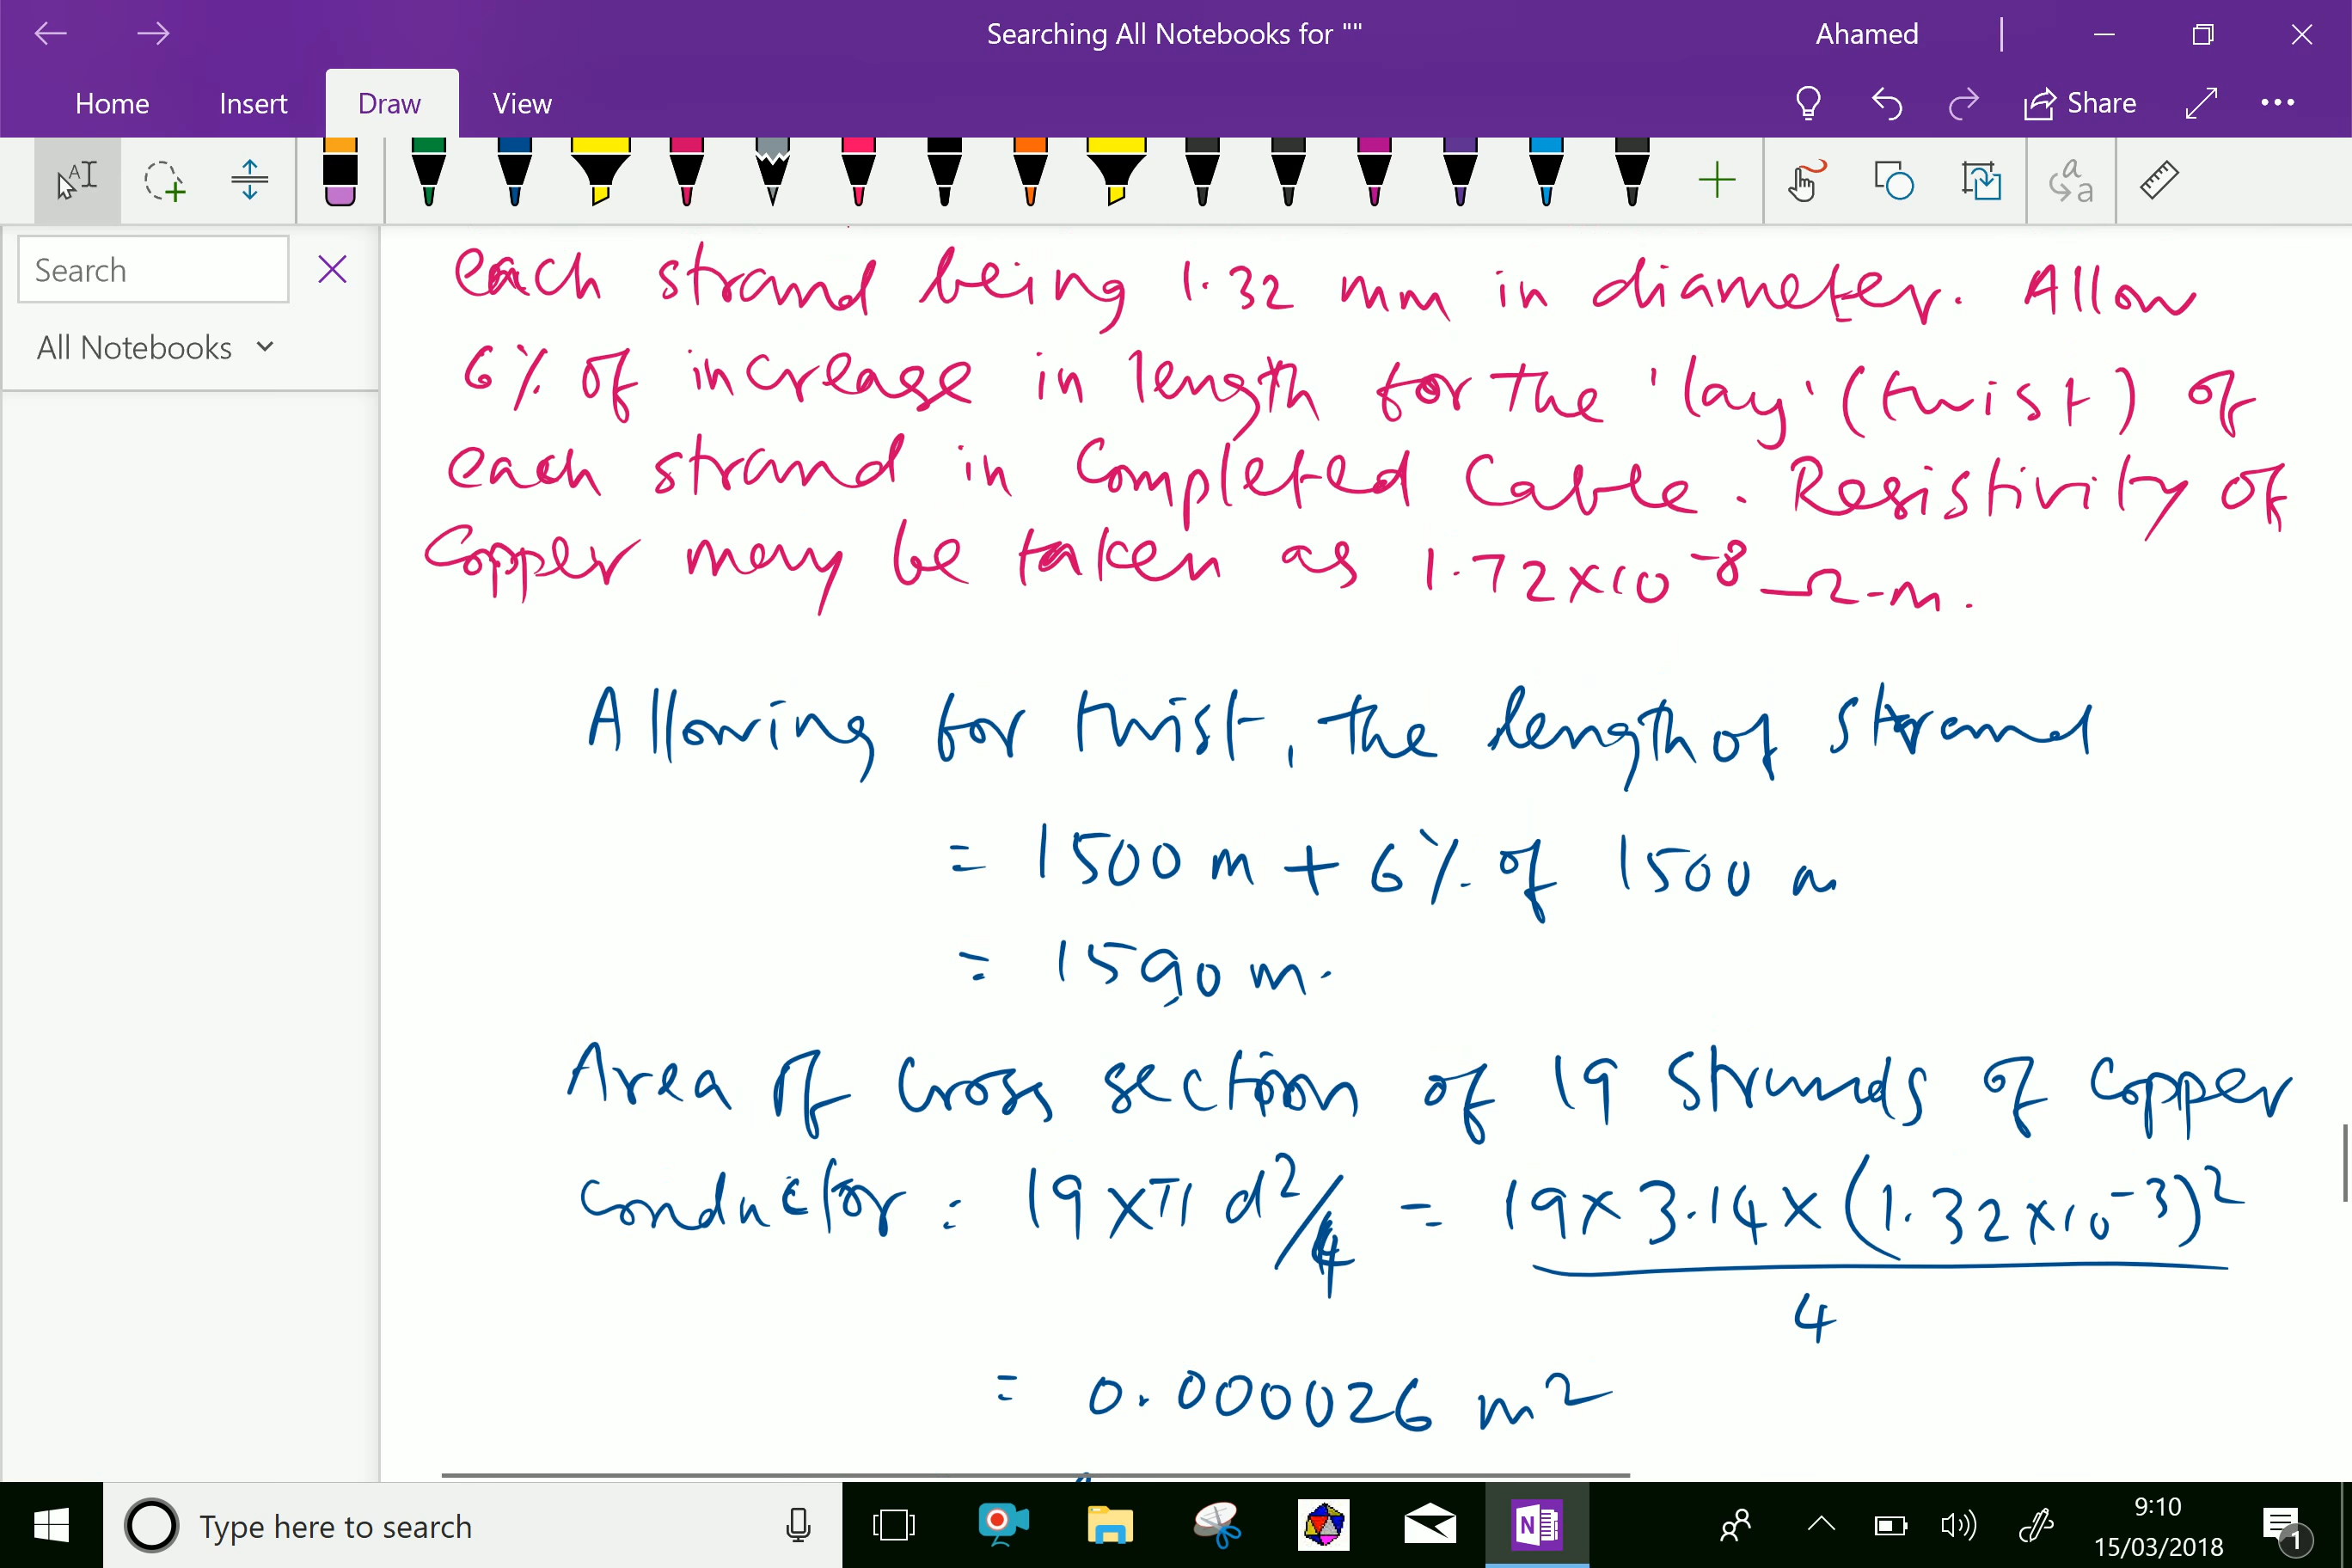 Searching All Notebooks for ""
Ahamed
Home Insert Draw View
Share
Search
All Notebooks
each strand being 1.32 mm in diameter. Allow
6% of increase in length for the 'lay' (twist) of
each strand in Completed Cable. Resistivity of
Copper may be taken as 1.72×10⁻⁸ Ω-m.
Allowing for twist, the length of strand
= 1500 m + 6% of 1500 m
= 1590 m.
Area of Cross section of 19 Strands of Copper
conductor = 19 × π d²/4 = 19 × 3.14 × (1.32×10⁻³)²
4
= 0.000026 m²
Type here to search
9:10
15/03/2018
1